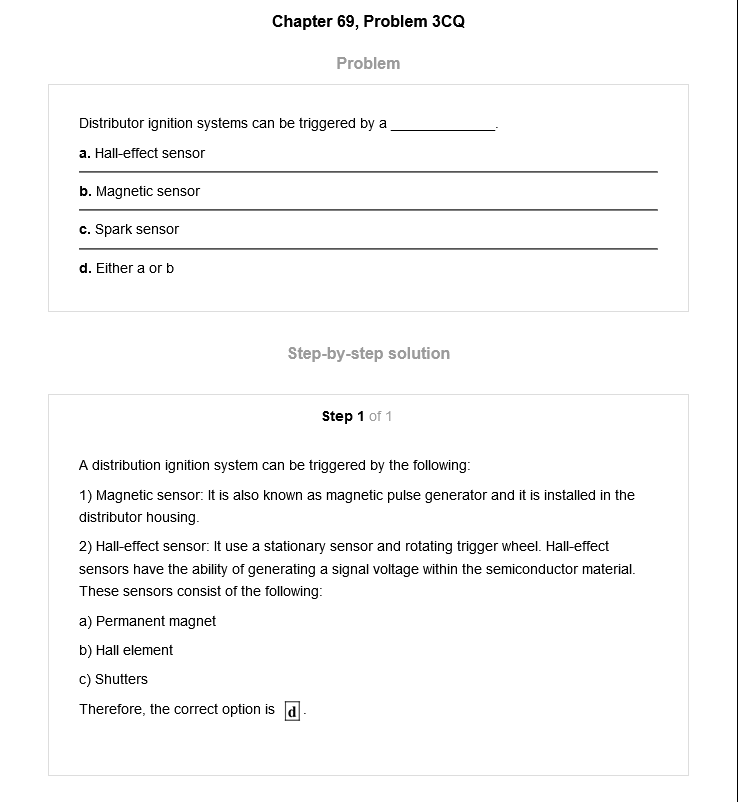 Chapter 69, Problem 3CQ
Problem
Distributor ignition systems can be triggered by a ______________.
a. Hall-effect sensor
b. Magnetic sensor
c. Spark sensor
d. Either a or b
Step-by-step solution
Step 1 of 1
A distribution ignition system can be triggered by the following:
1) Magnetic sensor: It is also known as magnetic pulse generator and it is installed in the
distributor housing.
2) Hall-effect sensor: It use a stationary sensor and rotating trigger wheel. Hall-effect
sensors have the ability of generating a signal voltage within the semiconductor material.
These sensors consist of the following:
a) Permanent magnet
b) Hall element
c) Shutters
Therefore, the correct option is d.